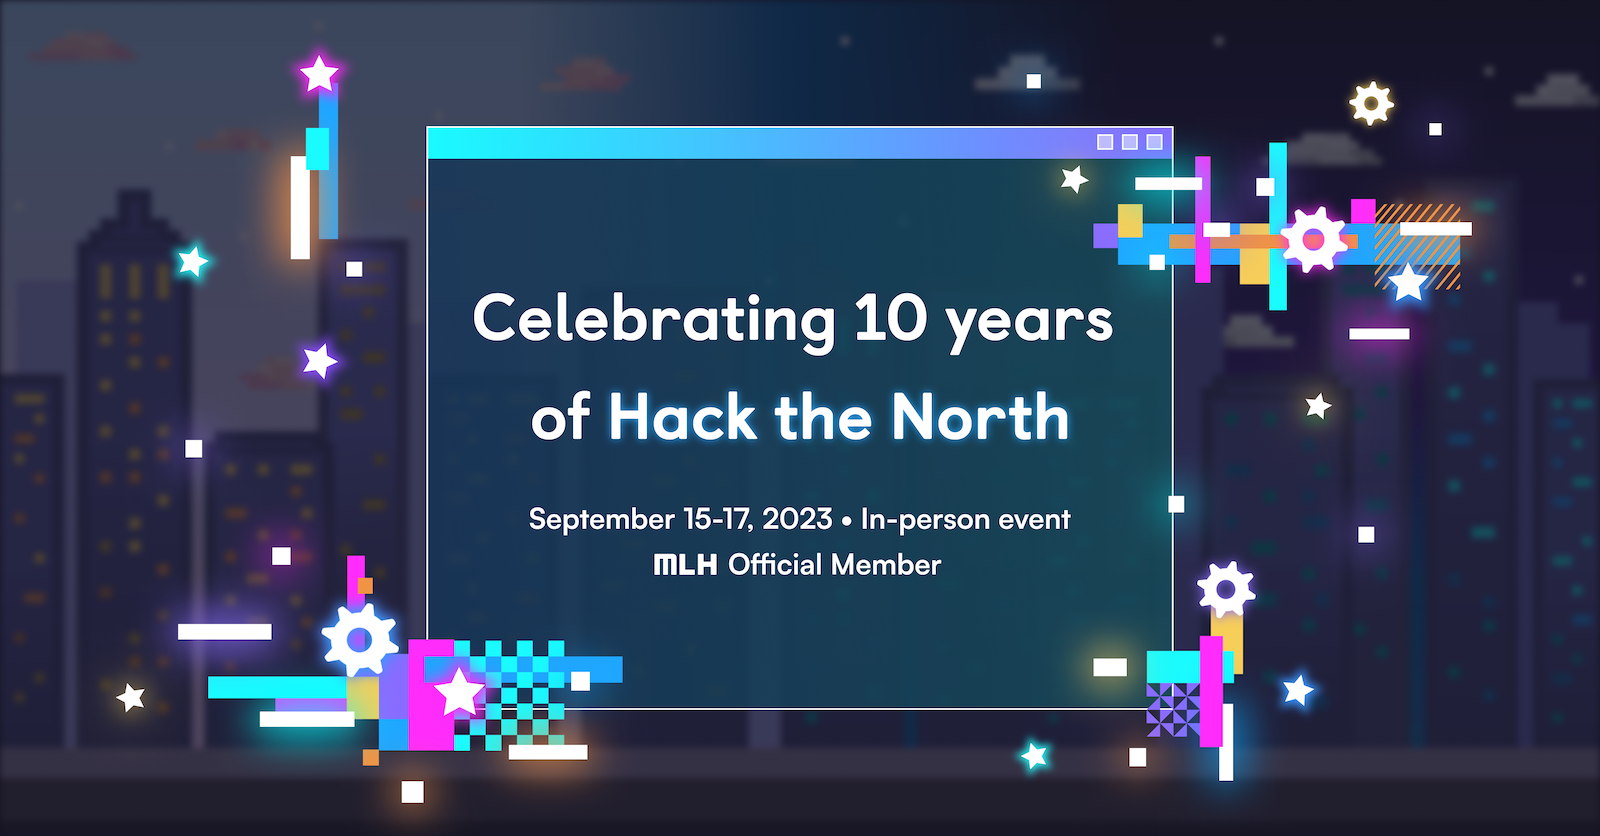 Celebrating 10 years
of Hack the North
September 15-17, 2023 • In-person event
MLH Official Member